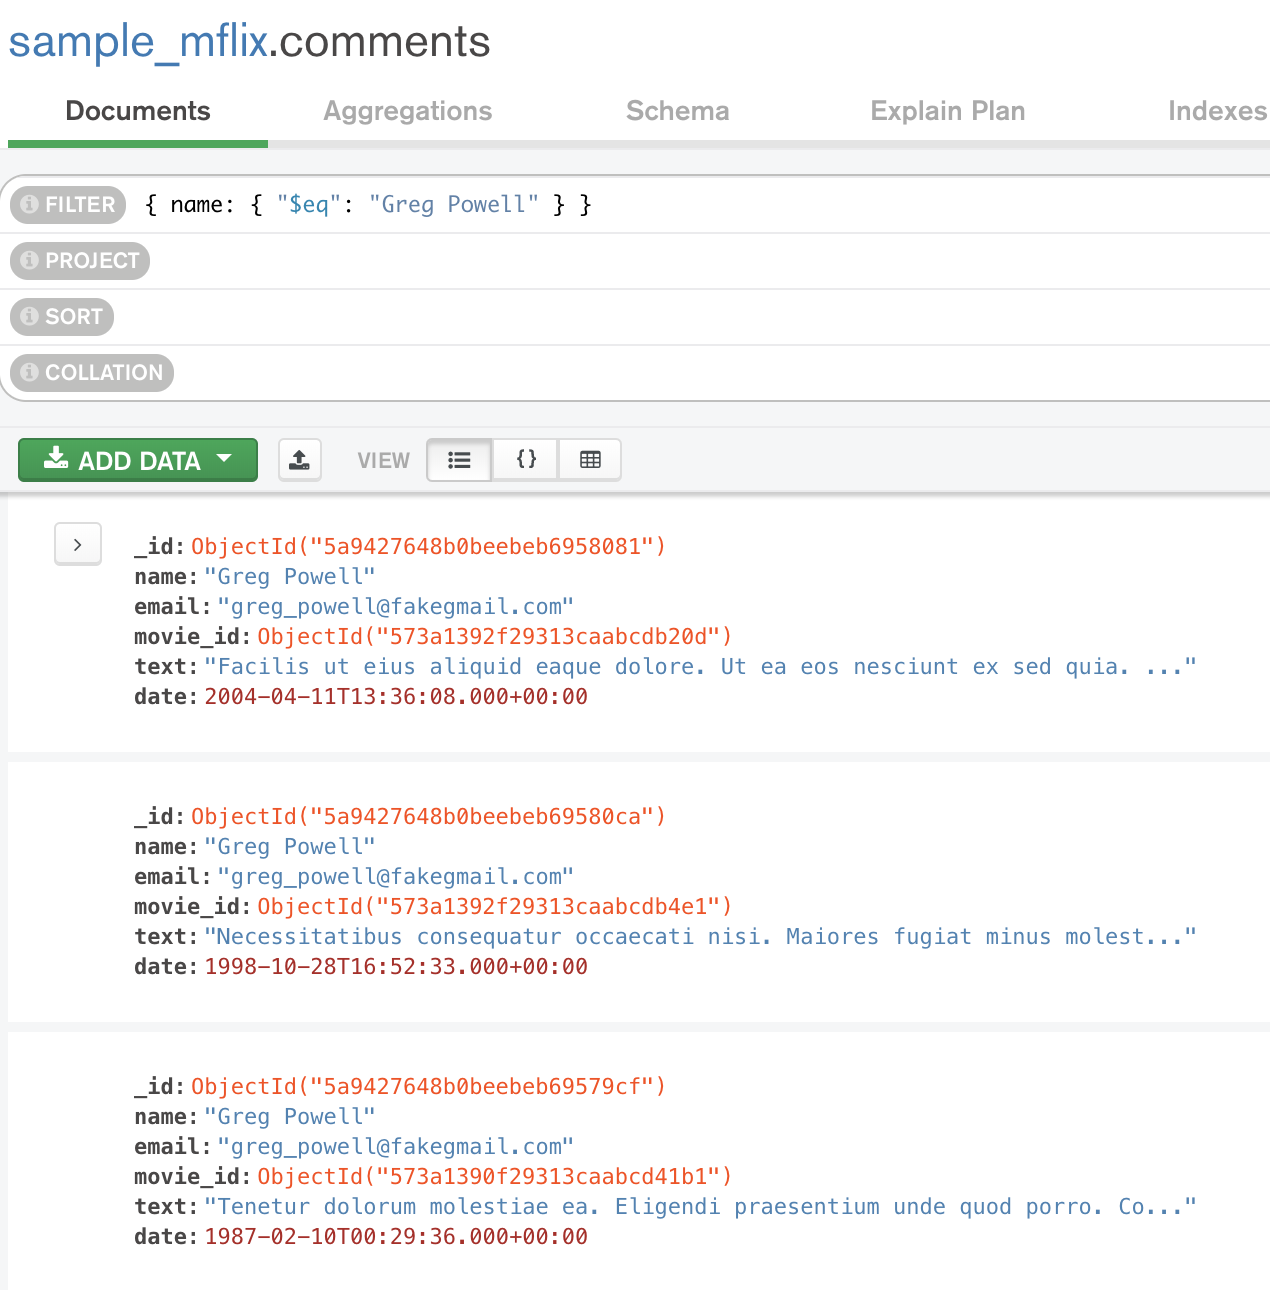 sample_mflix.comments
Documents Aggregations Schema Explain Plan Indexes
FILTER { name: { "$eq": "Greg Powell" } }
PROJECT
SORT
COLLATION
ADD DATA VIEW {}
_id: ObjectId("5a9427648b0beebeb6958081")
name: "Greg Powell"
email: "greg_powell@fakegmail.com"
movie_id: ObjectId("573a1392f29313caabcdb20d")
text: "Facilis ut eius aliquid eaque dolore. Ut ea eos nesciunt ex sed quia. ..."
date: 2004-04-11T13:36:08.000+00:00
_id: ObjectId("5a9427648b0beebeb69580ca")
name: "Greg Powell"
email: "greg_powell@fakegmail.com"
movie_id: ObjectId("573a1392f29313caabcdb4e1")
text: "Necessitatibus consequatur occaecati nisi. Maiores fugiat minus molest..."
date: 1998-10-28T16:52:33.000+00:00
_id: ObjectId("5a9427648b0beebeb69579cf")
name: "Greg Powell"
email: "greg_powell@fakegmail.com"
movie_id: ObjectId("573a1390f29313caabcd41b1")
text: "Tenetur dolorum molestiae ea. Eligendi praesentium unde quod porro. Co..."
date: 1987-02-10T00:29:36.000+00:00